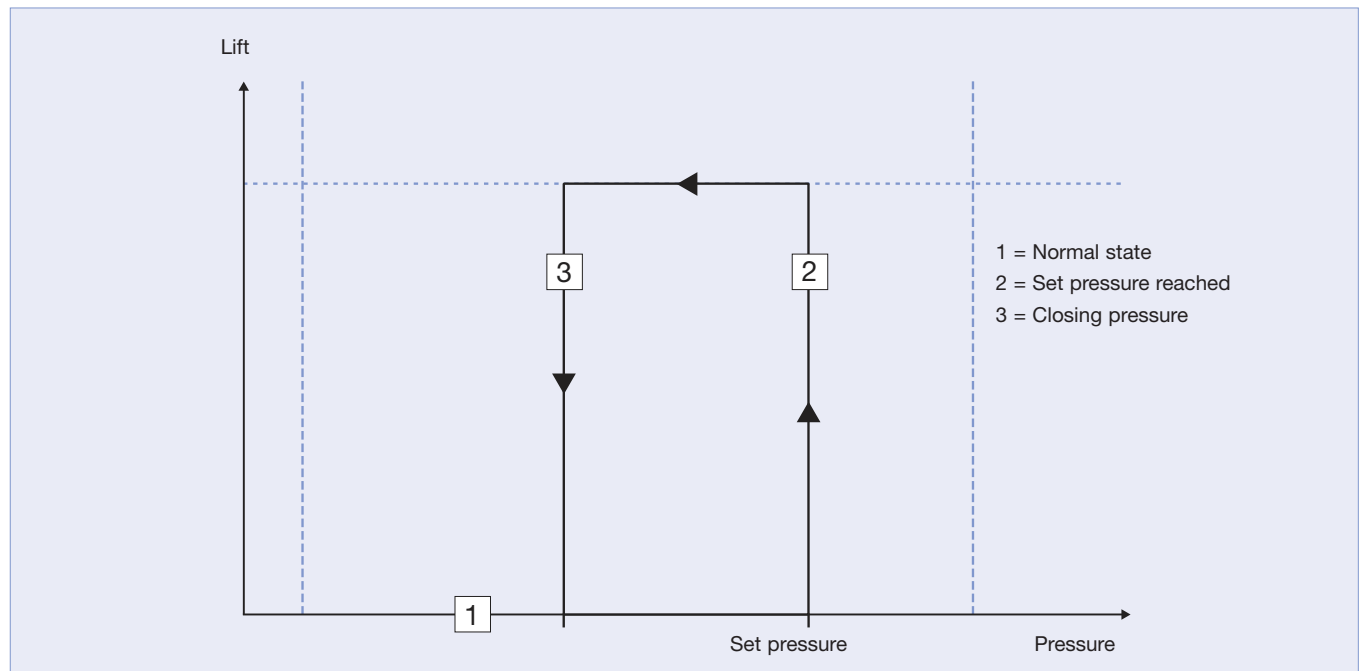 Lift
3
2
1 = Normal state
2 = Set pressure reached
3 = Closing pressure
1
Set pressure
Pressure